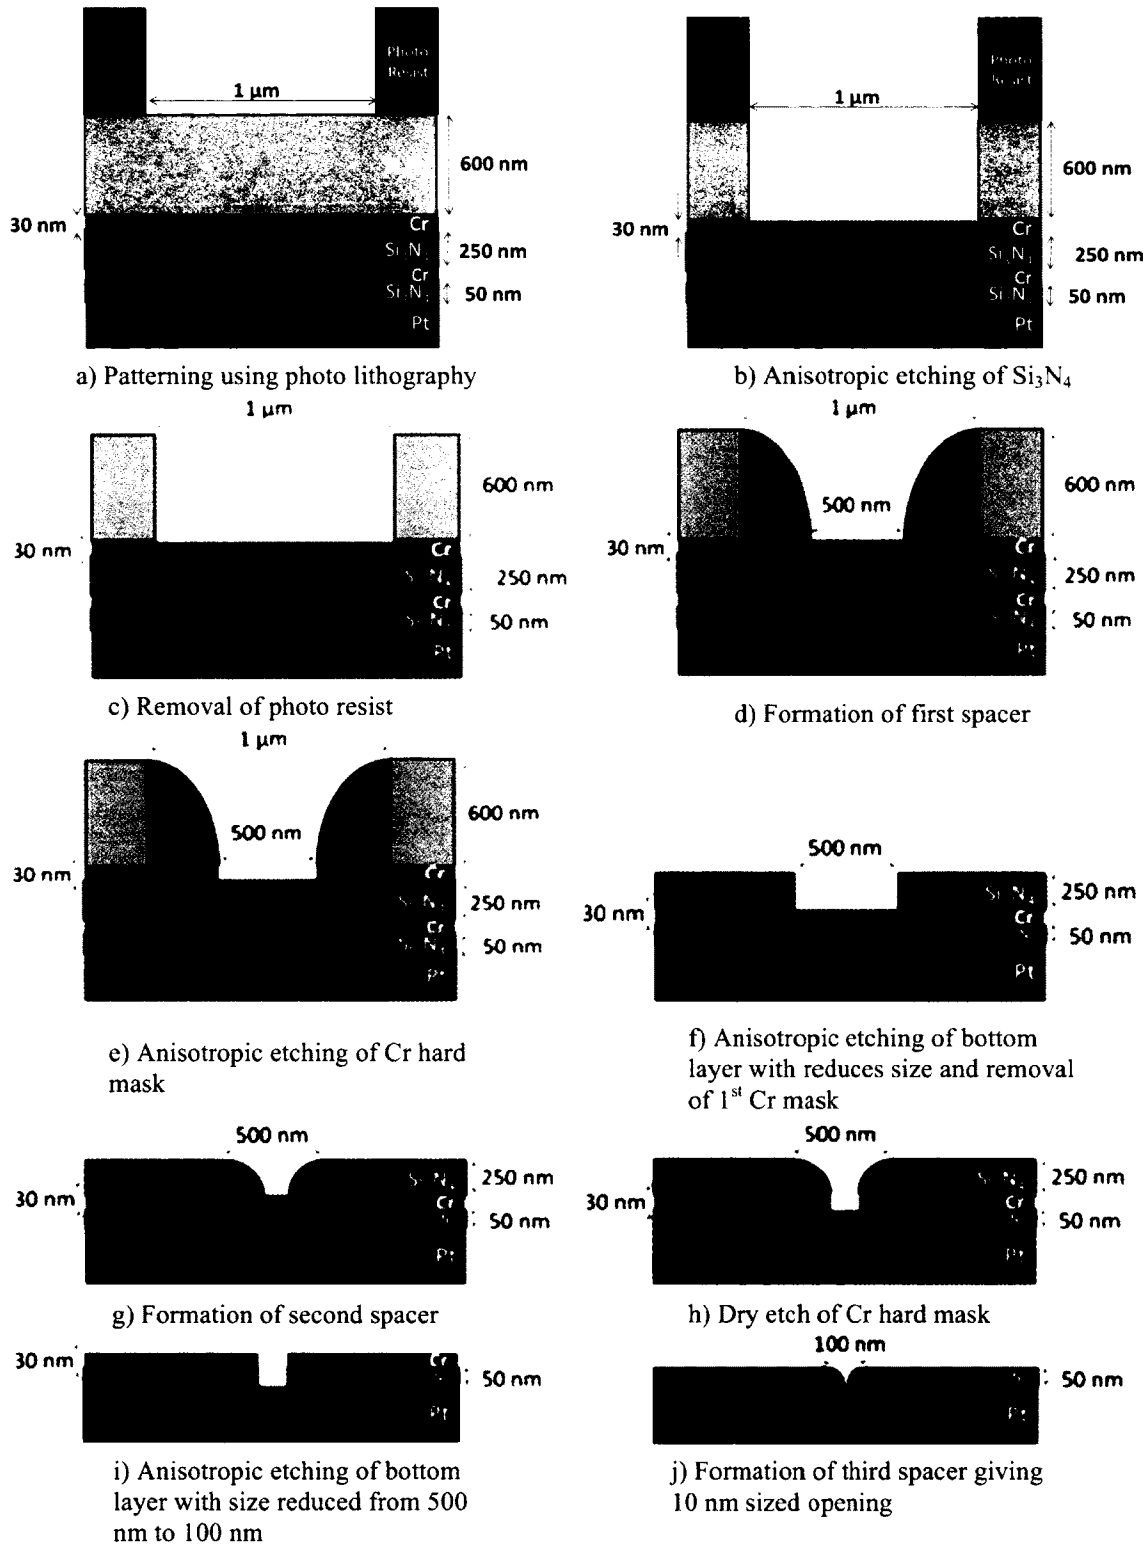 Photo
Resist
1 µm
600 nm
30 nm
Cr
Si₃N₄
250 nm
Cr
50 nm
Pt
a) Patterning using photo lithography
Photo
1 µm
600 nm
30 nm
Cr
250 nm
Cr
50 nm
Pt
b) Anisotropic etching of Si₃N₄
1 µm
600 nm
30 nm
Cr
250 nm
Cr
50 nm
Pt
c) Removal of photo resist
1 µm
500 nm
600 nm
30 nm
Cr
250 nm
Cr
50 nm
Pt
d) Formation of first spacer
1 µm
500 nm
600 nm
30 nm
Cr
250 nm
Cr
50 nm
Pt
e) Anisotropic etching of Cr hard
mask
500 nm
250 nm
30 nm
Cr
50 nm
Pt
f) Anisotropic etching of bottom
layer with reduces size and removal
of 1st Cr mask
500 nm
250 nm
30 nm
Cr
50 nm
Pt
g) Formation of second spacer
500 nm
250 nm
30 nm
Cr
50 nm
Pt
h) Dry etch of Cr hard mask
30 nm
Cr
50 nm
Pt
i) Anisotropic etching of bottom
layer with size reduced from 500
nm to 100 nm
100 nm
50 nm
Pt
j) Formation of third spacer giving
10 nm sized opening